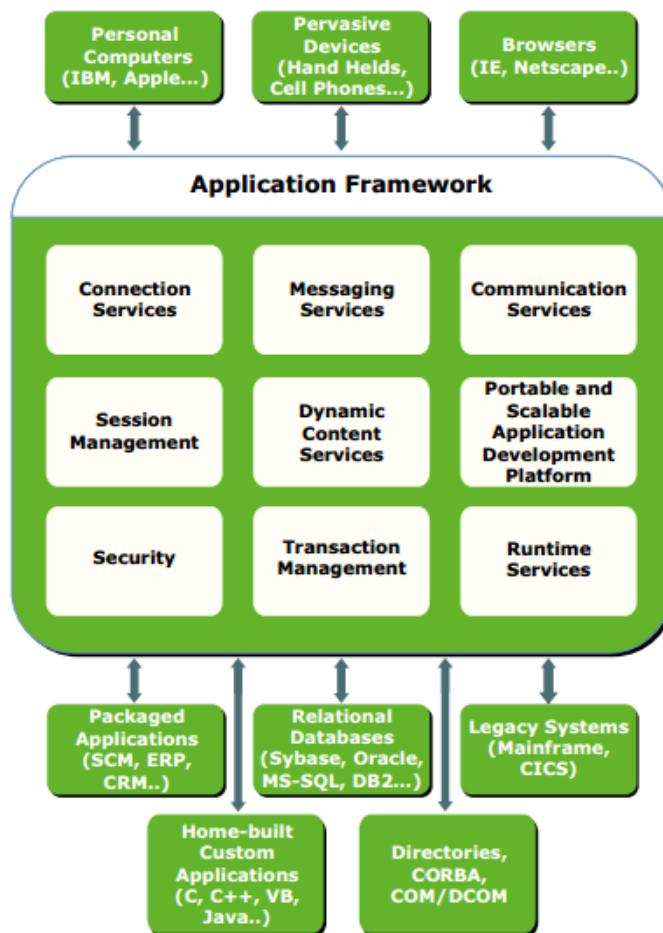 Personal
Computers
(IBM, Apple...)
Pervasive
Devices
(Hand Helds,
Cell Phones...)
Browsers
(IE, Netscape..)
Application Framework
Connection
Services
Messaging
Services
Communication
Services
Session
Management
Dynamic
Content
Services
Portable and
Scalable
Application
Development
Platform
Security
Transaction
Management
Runtime
Services
Packaged
Applications
(SCM, ERP,
CRM..)
Relational
Databases
(Sybase, Oracle,
MS-SQL, DB2...)
Legacy Systems
(Mainframe,
CICS)
Home-built
Custom
Applications
(C, C++, VB,
Java..)
Directories,
CORBA,
COM/DCOM